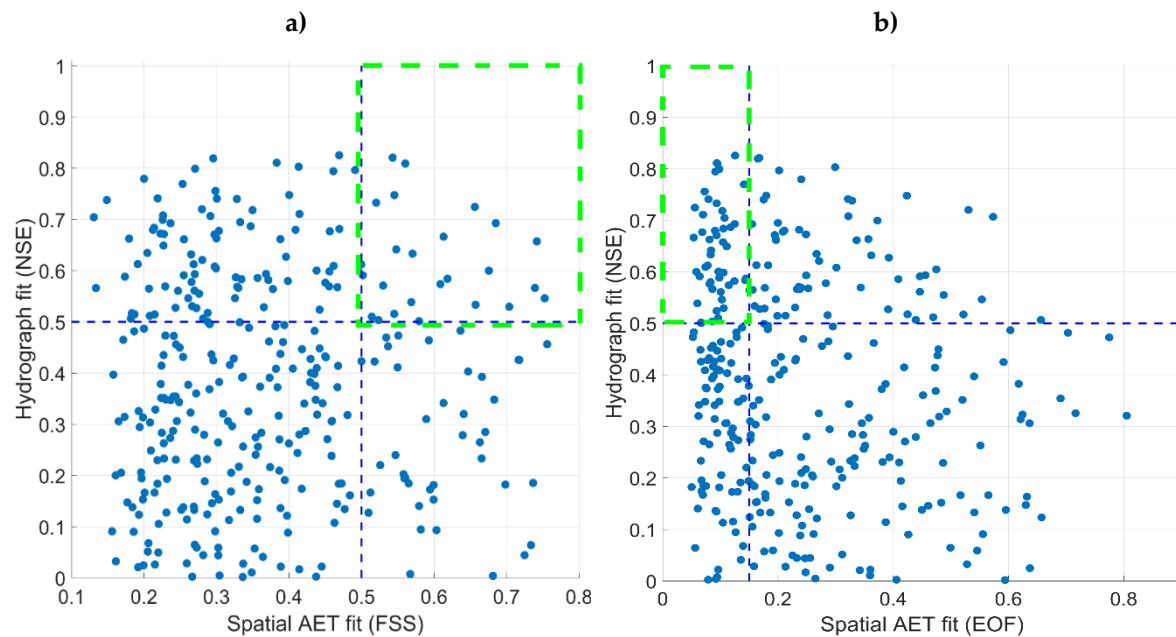 a)
b)
1
0.9
0.8
0.7
0.6
0.5
0.4
0.3
0.2
0.1
0
Hydrograph fit (NSE)
0.1 0.2 0.3 0.4 0.5 0.6 0.7 0.8
Spatial AET fit (FSS)
1
0.9
0.8
0.7
0.6
0.5
0.4
0.3
0.2
0.1
0
Hydrograph fit (NSE)
0 0.2 0.4 0.6 0.8
Spatial AET fit (EOF)